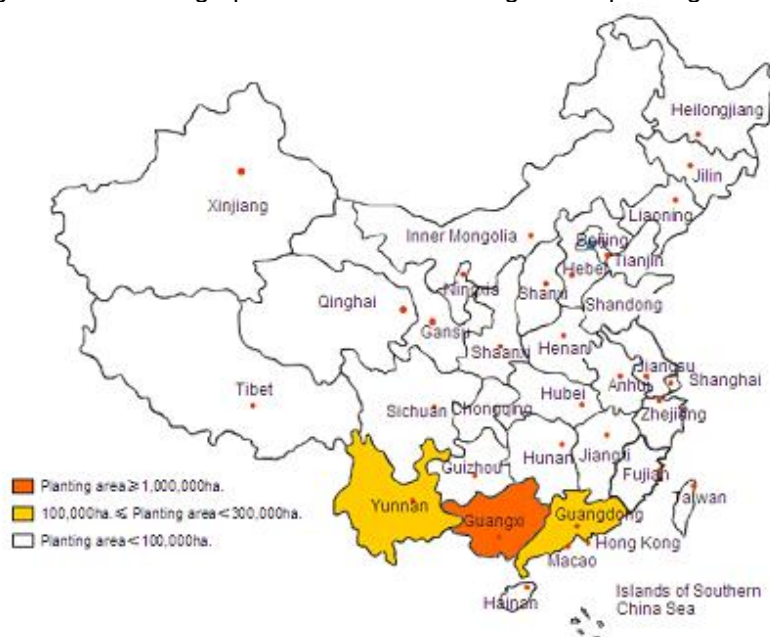 Heilongjiang
Jilin
Liaoning
Xinjiang
Inner Mongolia
Beijing
Tianjin
Hebei
Ningxia
Shanxi
Qinghai
Shandong
Gansu
Shaanxi
Henan
Jiangsu
Shanghai
Anhui
Tibet
Hubei
Sichuan
Chongqing
Zhejiang
Hunan
Jiangxi
Guizhou
Fujian
Taiwan
Planting area≥1,000,000ha.
100,000ha.≤ Planting area<300,000ha.
Planting area<100,000ha.
Yunnan
Guangxi
Guangdong
Hong Kong
Macao
Hainan
Islands of Southern
China Sea